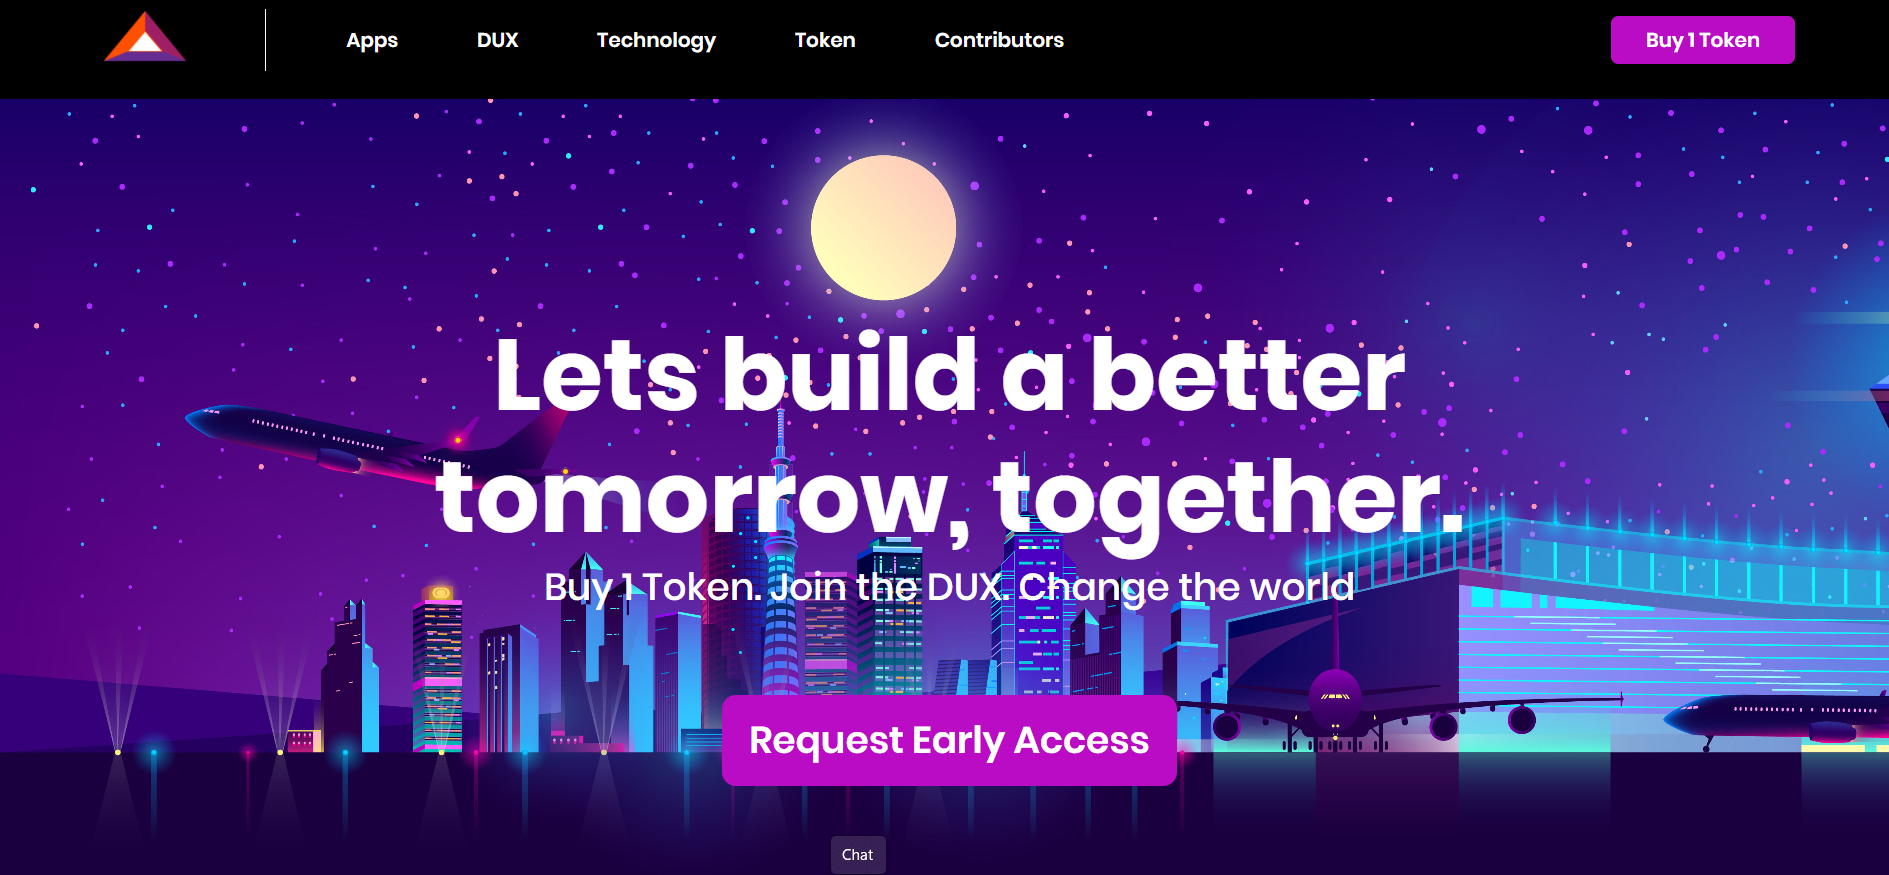 Apps
DUX
Technology
Token
Contributors
Buy 1 Token
Lets build a better
tomorrow, together.
Buy 1 Token. Join the DUX. Change the world
Request Early Access
Chat